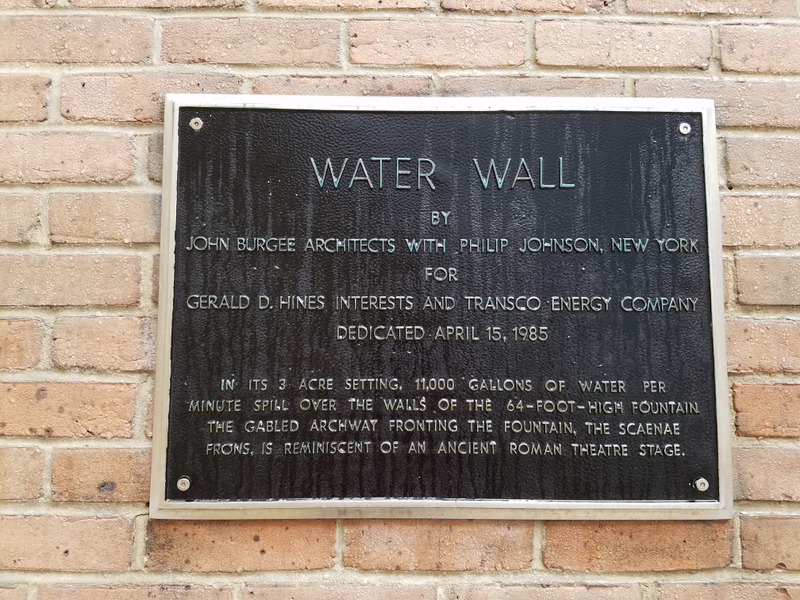 WATER WALL
BY
JOHN BURGEE ARCHITECTS WITH PHILIP JOHNSON, NEW YORK
FOR
GERALD D. HINES INTERESTS AND TRANSCO ENERGY COMPANY
DEDICATED APRIL 15, 1985
IN ITS 3 ACRE SETTING, 11,000 GALLONS OF WATER PER
MINUTE SPILL OVER THE WALLS OF THE 64-FOOT-HIGH FOUNTAIN.
THE GABLED ARCHWAY FRONTING THE FOUNTAIN, THE SCAENAE
FRONS, IS REMINISCENT OF AN ANCIENT ROMAN THEATRE STAGE.